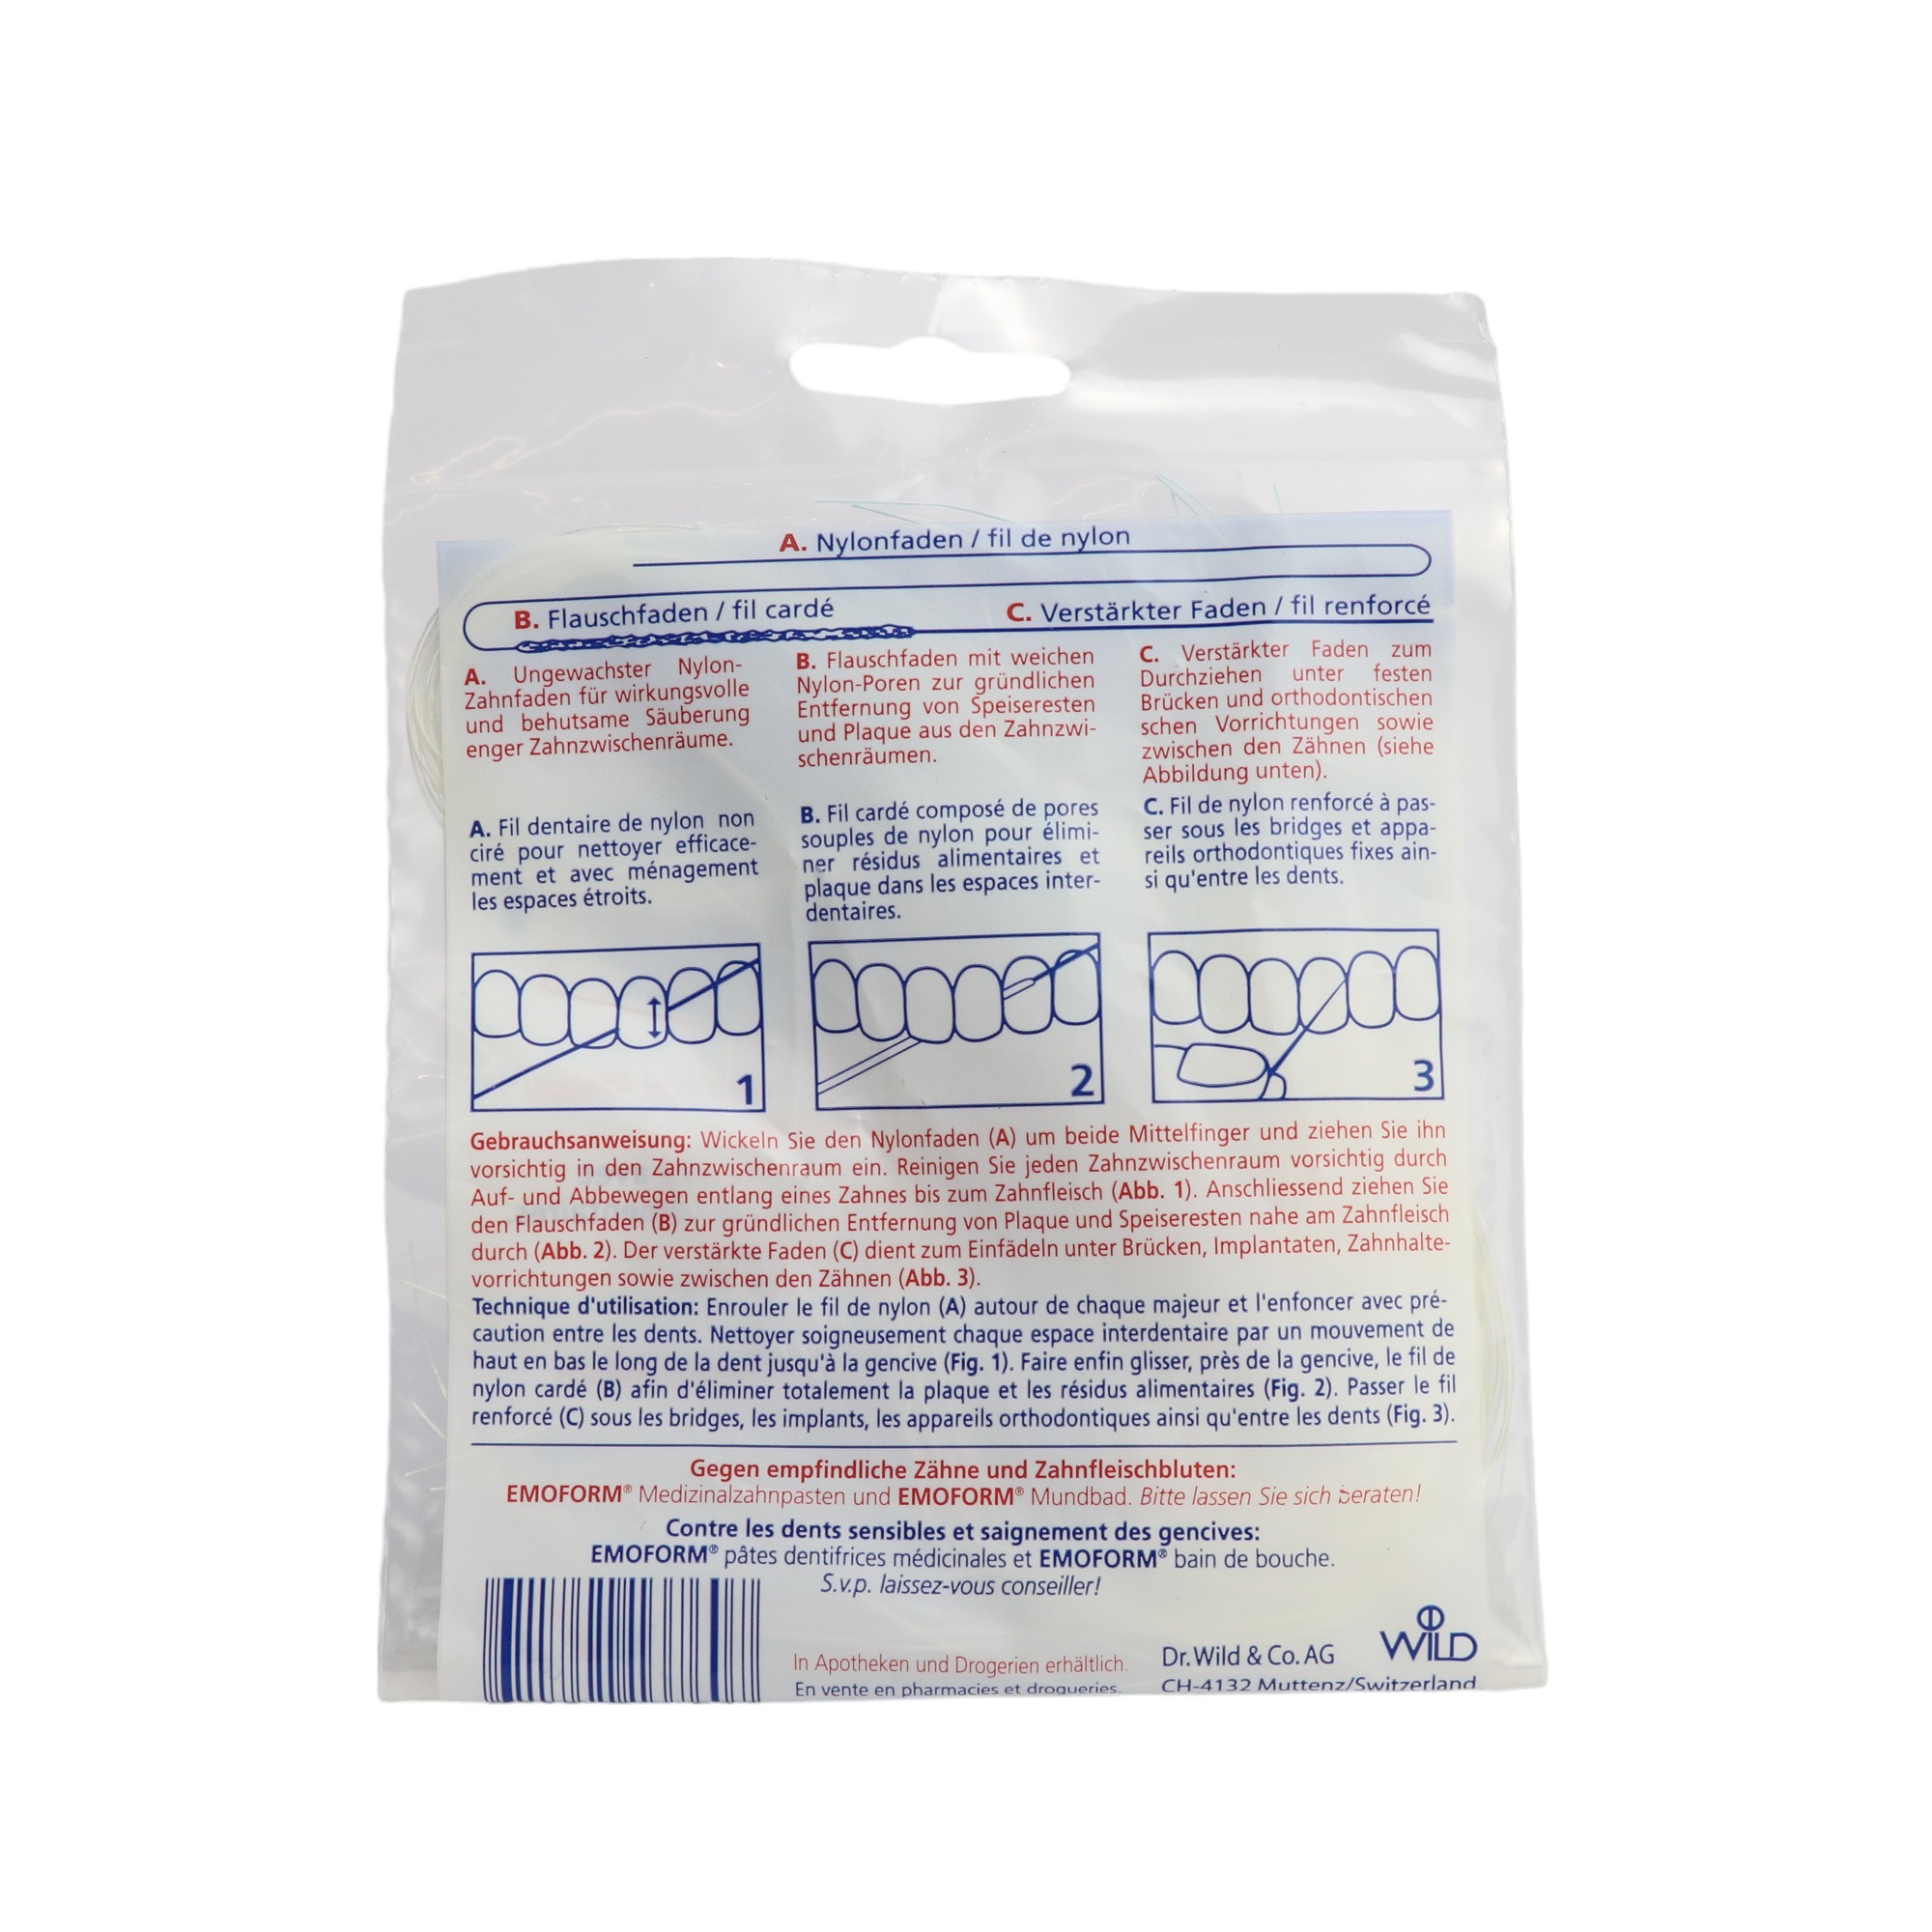 A. Nylonfaden / fil de nylon
B. Flauschfaden / fil cardé
C. Verstärkter Faden / fil renforcé
A. Ungewachster Nylon-
Zahnfaden für wirkungsvolle
und behutsame Säuberung
enger Zahnzwischenräume.
B. Flauschfaden mit weichen
Nylon-Poren zur gründlichen
Entfernung von Speiseresten
und Plaque aus den Zahnzwi-
schenräumen.
C. Verstärkter Faden zum
Durchziehen unter festen
Brücken und orthodontischen
schen Vorrichtungen sowie
zwischen den Zähnen (siehe
Abbildung unten).
A. Fil dentaire de nylon non
ciré pour nettoyer efficace-
ment et avec ménagement
les espaces étroits.
B. Fil cardé composé de pores
souples de nylon pour élimi-
ner résidus alimentaires et
plaque dans les espaces inter-
dentaires.
C. Fil de nylon renforcé à pas-
ser sous les bridges et appa-
reils orthodontiques fixes ain-
si qu'entre les dents.
1
2
3
Gebrauchsanweisung: Wickeln Sie den Nylonfaden (A) um beide Mittelfinger und ziehen Sie ihn
vorsichtig in den Zahnzwischenraum ein. Reinigen Sie jeden Zahnzwischenraum vorsichtig durch
Auf- und Abbewegen entlang eines Zahnes bis zum Zahnfleisch (Abb. 1). Anschliessend ziehen Sie
den Flauschfaden (B) zur gründlichen Entfernung von Plaque und Speiseresten nahe am Zahnfleisch
durch (Abb. 2). Der verstärkte Faden (C) dient zum Einfädeln unter Brücken, Implantaten, Zahnhalte-
vorrichtungen sowie zwischen den Zähnen (Abb. 3).
Technique d'utilisation: Enrouler le fil de nylon (A) autour de chaque majeur et l'enfoncer avec pré-
caution entre les dents. Nettoyer soigneusement chaque espace interdentaire par un mouvement de
haut en bas le long de la dent jusqu'à la gencive (Fig. 1). Faire enfin glisser, près de la gencive, le fil de
nylon cardé (B) afin d'éliminer totalement la plaque et les résidus alimentaires (Fig. 2). Passer le fil
renforcé (C) sous les bridges, les implants, les appareils orthodontiques ainsi qu'entre les dents (Fig. 3).
Gegen empfindliche Zähne und Zahnfleischbluten:
EMOFORM® Medizinalzahnpasten und EMOFORM® Mundbad. Bitte lassen Sie sich beraten!
Contre les dents sensibles et saignement des gencives:
EMOFORM® pâtes dentifrices médicinales et EMOFORM® bain de bouche.
S.v.p. laissez-vous conseiller!
In Apotheken und Drogerien erhältlich.
En vente en pharmacies et drogueries.
Dr. Wild & Co. AG
CH-4132 Muttenz/Switzerland
WILD